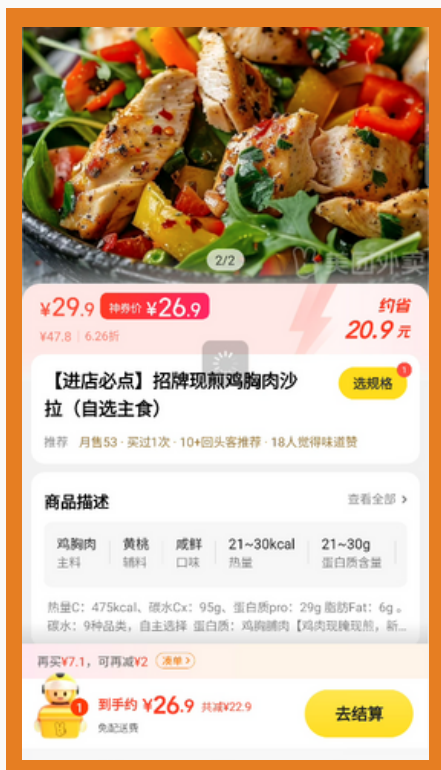 2/2
美团外卖
¥29.9 神券价 ¥26.9
约省
¥47.8 6.26折
20.9元
【进店必点】招牌现煎鸡胸肉沙
拉（自选主食）
选规格
1
推荐 月售53 · 买过1次 · 10+回头客推荐 · 18人觉得味道赞
商品描述
查看全部 >
鸡胸肉 黄桃 咸鲜 21~30kcal 21~30g
主料 辅料 口味 热量 蛋白质含量
热量C：475kcal、碳水Cx：95g、蛋白质pro：29g 脂肪Fat：6g 。
碳水：9种品类，自主选择 蛋白质：鸡胸脯肉【鸡肉现腌现煎，新...
再买¥7.1，可再减¥2 凑单 >
1
到手约 ¥26.9 共减¥22.9
免配送费
去结算